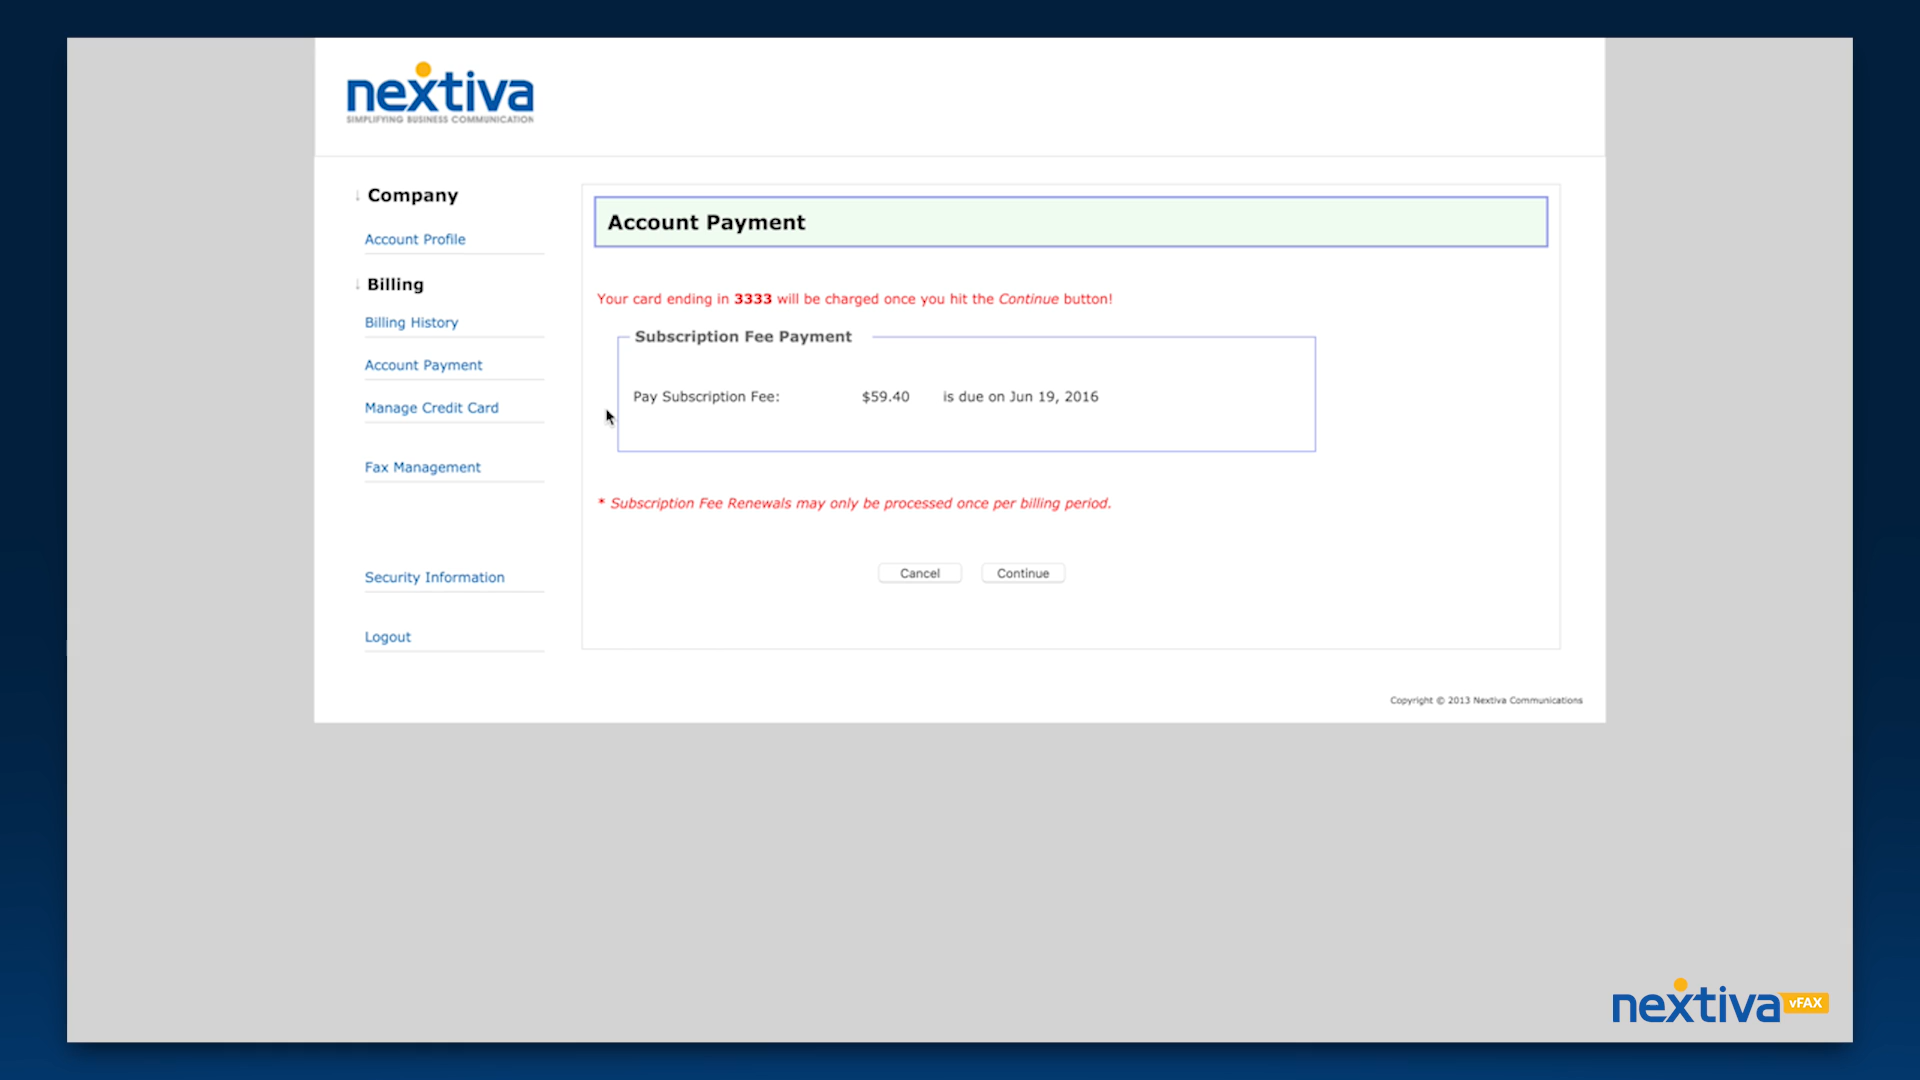 nextiva
SIMPLIFYING BUSINESS COMMUNICATION
Company
Account Profile
Billing
Billing History
Account Payment
Manage Credit Card
Fax Management
Security Information
Logout
Account Payment
Your card ending in 3333 will be charged once you hit the Continue button!
Subscription Fee Payment
Pay Subscription Fee: $59.40 is due on Jun 19, 2016
* Subscription Fee Renewals may only be processed once per billing period.
Cancel Continue
Copyright © 2013 Nextiva Communications
nextiva vFAX